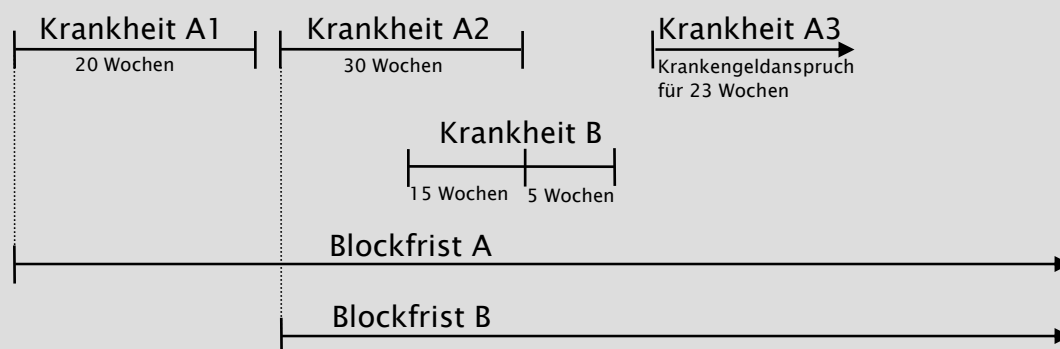 Krankheit A1
20 Wochen
Krankheit A2
30 Wochen
Krankheit A3
Krankengeldanspruch
für 23 Wochen
Krankheit B
15 Wochen
5 Wochen
Blockfrist A
Blockfrist B